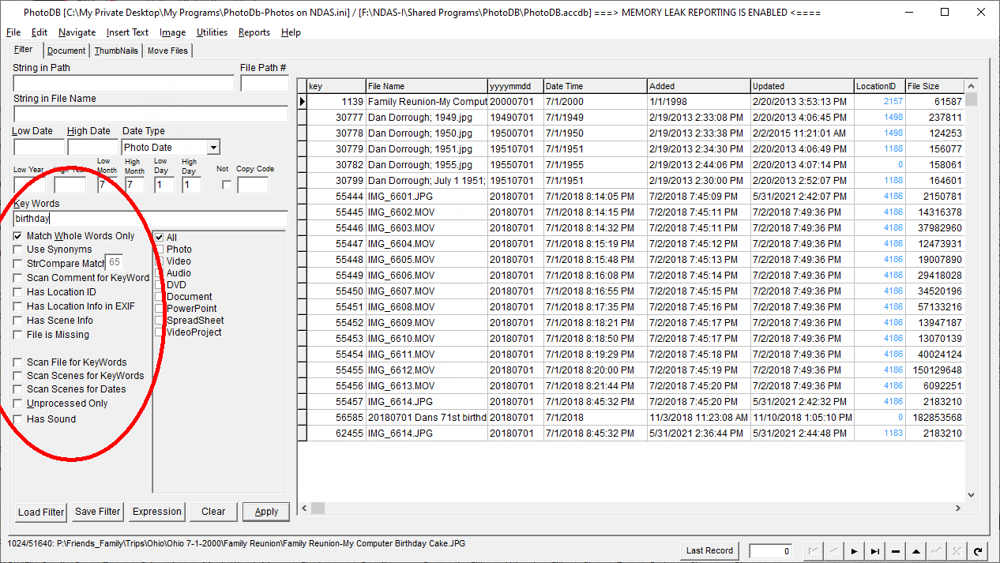 PhotoDb [C:\My Private Desktop\My Programs\PhotoDb-Photos on NDAS.ini] / [F:\NDAS-I\Shared Programs\PhotoDB\PhotoDB.accdb] ===> MEMORY LEAK REPORTING IS ENABLED <====
File Edit Navigate Insert Text Image Utilities Reports Help
Filter Document ThumbNails Move Files
String in Path File Path #
String in File Name
Low Date High Date Date Type
Photo Date
Low Year Low Month High Month Low Day High Day Not Copy Code
7 7 1 1
Key Words
birthday
Match Whole Words Only
Use Synonyms
StrCompare Match 65
Scan Comment for KeyWord
Has Location ID
Has Location Info in EXIF
Has Scene Info
File is Missing
Scan File for KeyWords
Scan Scenes for KeyWords
Scan Scenes for Dates
Unprocessed Only
Has Sound
All
Photo
Video
Audio
DVD
Document
PowerPoint
SpreadSheet
VideoProject
Load Filter Save Filter Expression Clear Apply
key File Name yyyymmdd Date Time Added Updated LocationID File Size
1139 Family Reunion-My Comput 20000701 7/1/2000 1/1/1998 2/20/2013 3:53:13 PM 2157 61587
30777 Dan Dorrough; 1949.jpg 19490701 7/1/1949 2/19/2013 2:33:08 PM 2/20/2013 4:06:45 PM 1498 237811
30778 Dan Dorrough; 1950.jpg 19500701 7/1/1950 2/19/2013 2:33:38 PM 2/2/2015 11:21:01 AM 1498 124253
30779 Dan Dorrough; 1951.jpg 19510701 7/1/1951 2/19/2013 2:34:30 PM 2/20/2013 4:06:49 PM 1188 156077
30782 Dan Dorrough; 1955.jpg 19550701 7/1/1955 2/19/2013 2:44:06 PM 2/20/2013 4:07:14 PM 0 158061
30799 Dan Dorrough; July 1 1951; 19510701 7/1/1951 2/19/2013 2:30:00 PM 2/20/2013 2:52:07 PM 1188 164601
55444 IMG_6601.JPG 20180701 7/1/2018 8:14:05 PM 7/2/2018 7:45:09 PM 5/31/2021 2:42:07 PM 4186 2150781
55445 IMG_6602.MOV 20180701 7/1/2018 8:14:15 PM 7/2/2018 7:45:11 PM 7/2/2018 7:49:36 PM 4186 14316378
55446 IMG_6603.MOV 20180701 7/1/2018 8:14:32 PM 7/2/2018 7:45:11 PM 7/2/2018 7:49:36 PM 4186 37982960
55447 IMG_6604.MOV 20180701 7/1/2018 8:15:19 PM 7/2/2018 7:45:12 PM 7/2/2018 7:49:36 PM 4186 12473931
55448 IMG_6605.MOV 20180701 7/1/2018 8:15:48 PM 7/2/2018 7:45:13 PM 7/2/2018 7:49:36 PM 4186 19007890
55449 IMG_6606.MOV 20180701 7/1/2018 8:16:08 PM 7/2/2018 7:45:14 PM 7/2/2018 7:49:36 PM 4186 29418028
55450 IMG_6607.MOV 20180701 7/1/2018 8:16:55 PM 7/2/2018 7:45:15 PM 7/2/2018 7:49:36 PM 4186 34520196
55451 IMG_6608.MOV 20180701 7/1/2018 8:17:35 PM 7/2/2018 7:45:16 PM 7/2/2018 7:49:36 PM 4186 57133216
55452 IMG_6609.MOV 20180701 7/1/2018 8:18:21 PM 7/2/2018 7:45:17 PM 7/2/2018 7:49:36 PM 4186 13947187
55453 IMG_6610.MOV 20180701 7/1/2018 8:18:50 PM 7/2/2018 7:45:17 PM 7/2/2018 7:49:36 PM 4186 13070139
55454 IMG_6611.MOV 20180701 7/1/2018 8:19:29 PM 7/2/2018 7:45:18 PM 7/2/2018 7:49:36 PM 4186 40024124
55455 IMG_6612.MOV 20180701 7/1/2018 8:20:00 PM 7/2/2018 7:45:19 PM 7/2/2018 7:49:36 PM 4186 150129648
55456 IMG_6613.MOV 20180701 7/1/2018 8:21:44 PM 7/2/2018 7:45:20 PM 7/2/2018 7:49:36 PM 4186 6092251
55457 IMG_6614.JPG 20180701 7/1/2018 8:45:32 PM 7/2/2018 7:45:20 PM 5/31/2021 2:42:32 PM 4186 2183210
56585 20180701 Dans 71st birthd 20180701 7/1/2018 11/3/2018 11:23:08 AM 11/10/2018 1:05:10 PM 0 182853568
62455 IMG_6614.JPG 20180701 7/1/2018 8:45:32 PM 5/31/2021 2:36:44 PM 5/31/2021 2:44:48 PM 1183 2183210
1024/51640: P:\Friends_Family\Trips\Ohio\Ohio 7-1-2000\Family Reunion\Family Reunion-My Computer Birthday Cake.JPG
Last Record 0